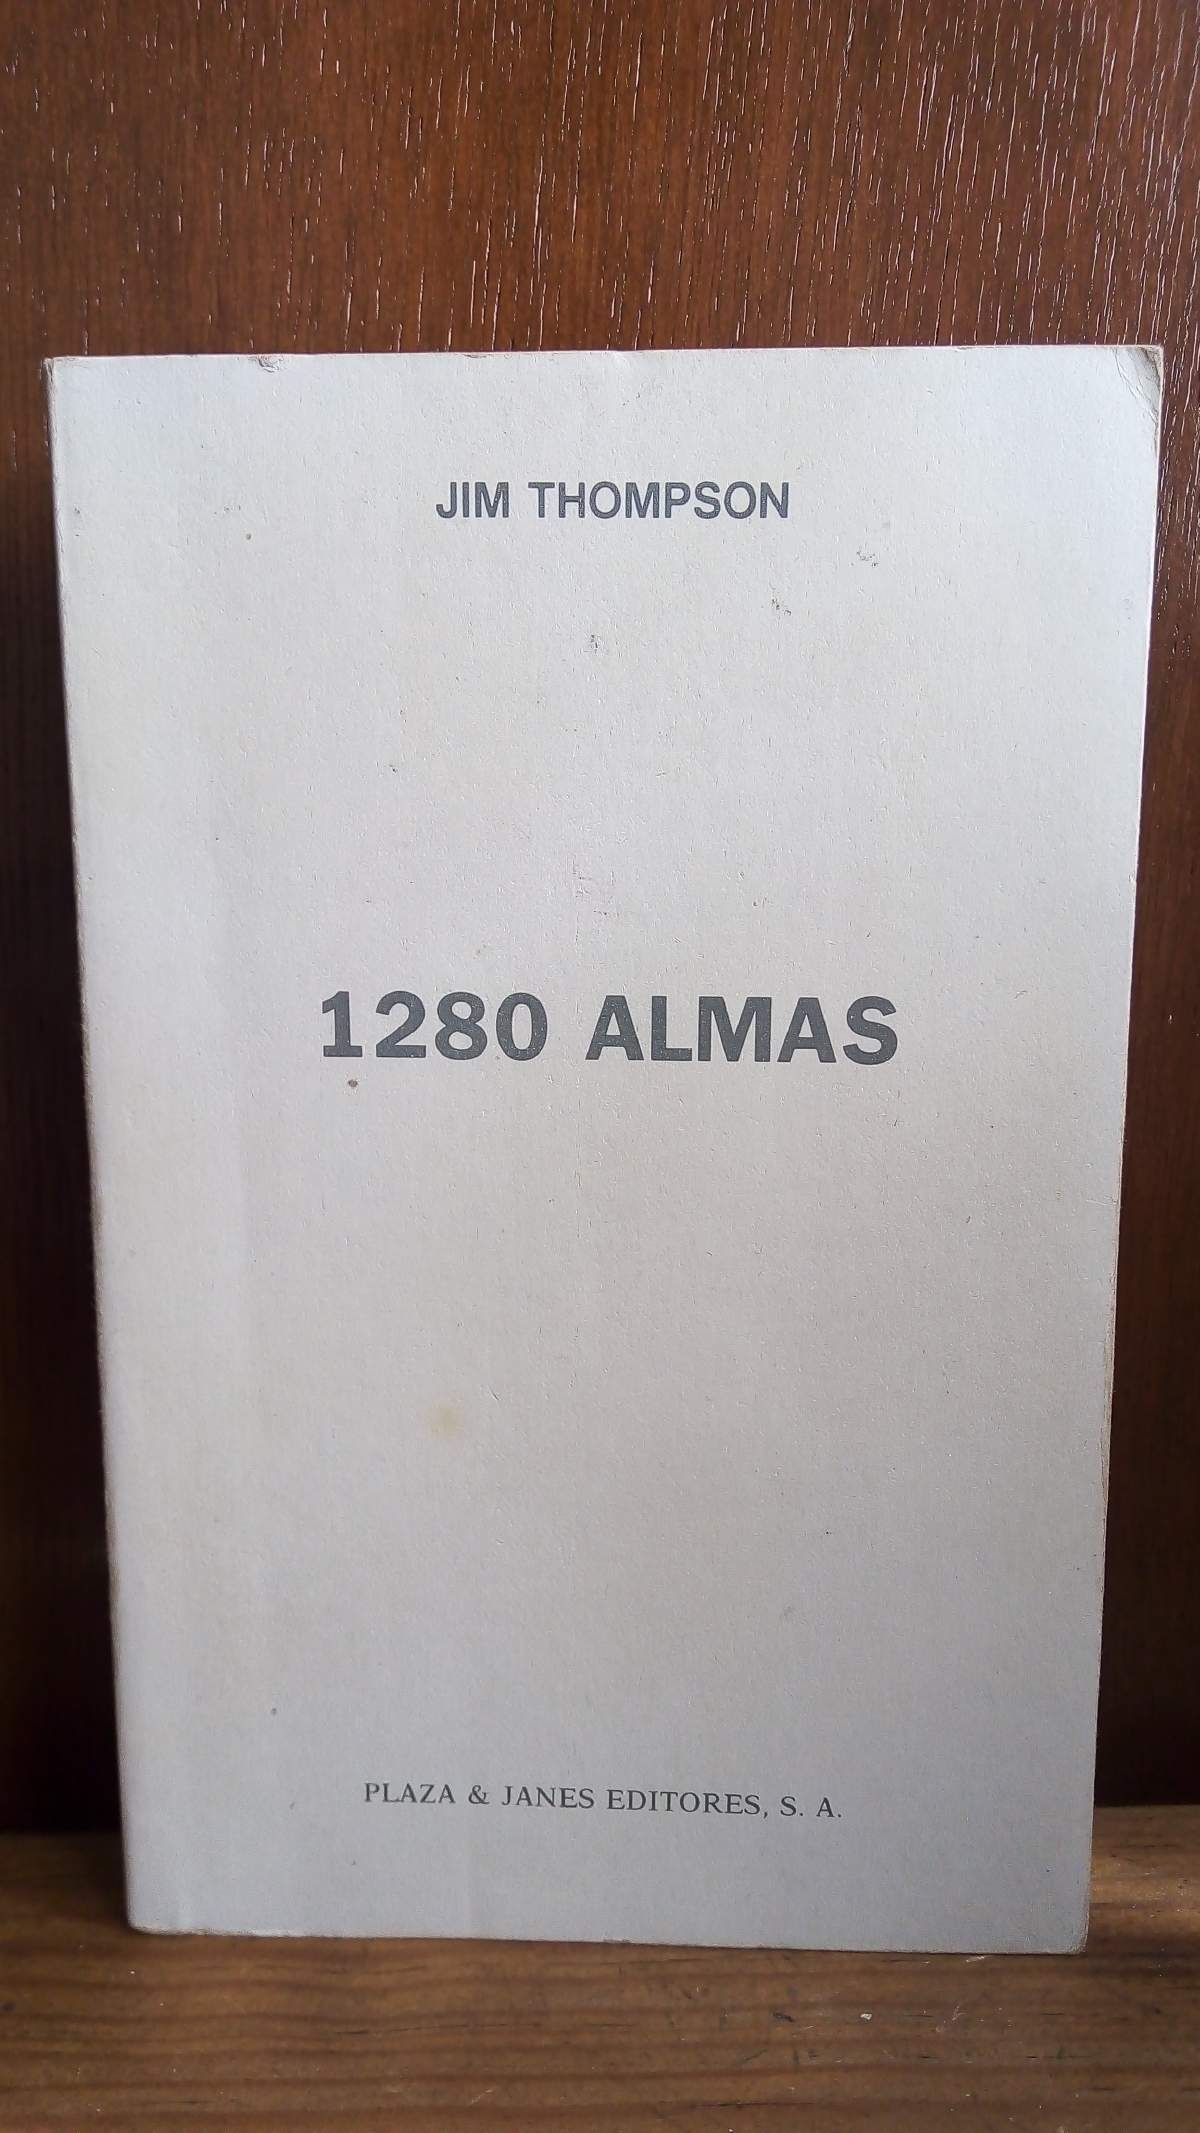 JIM THOMPSON
1280 ALMAS
PLAZA & JANES EDITORES, S. A.